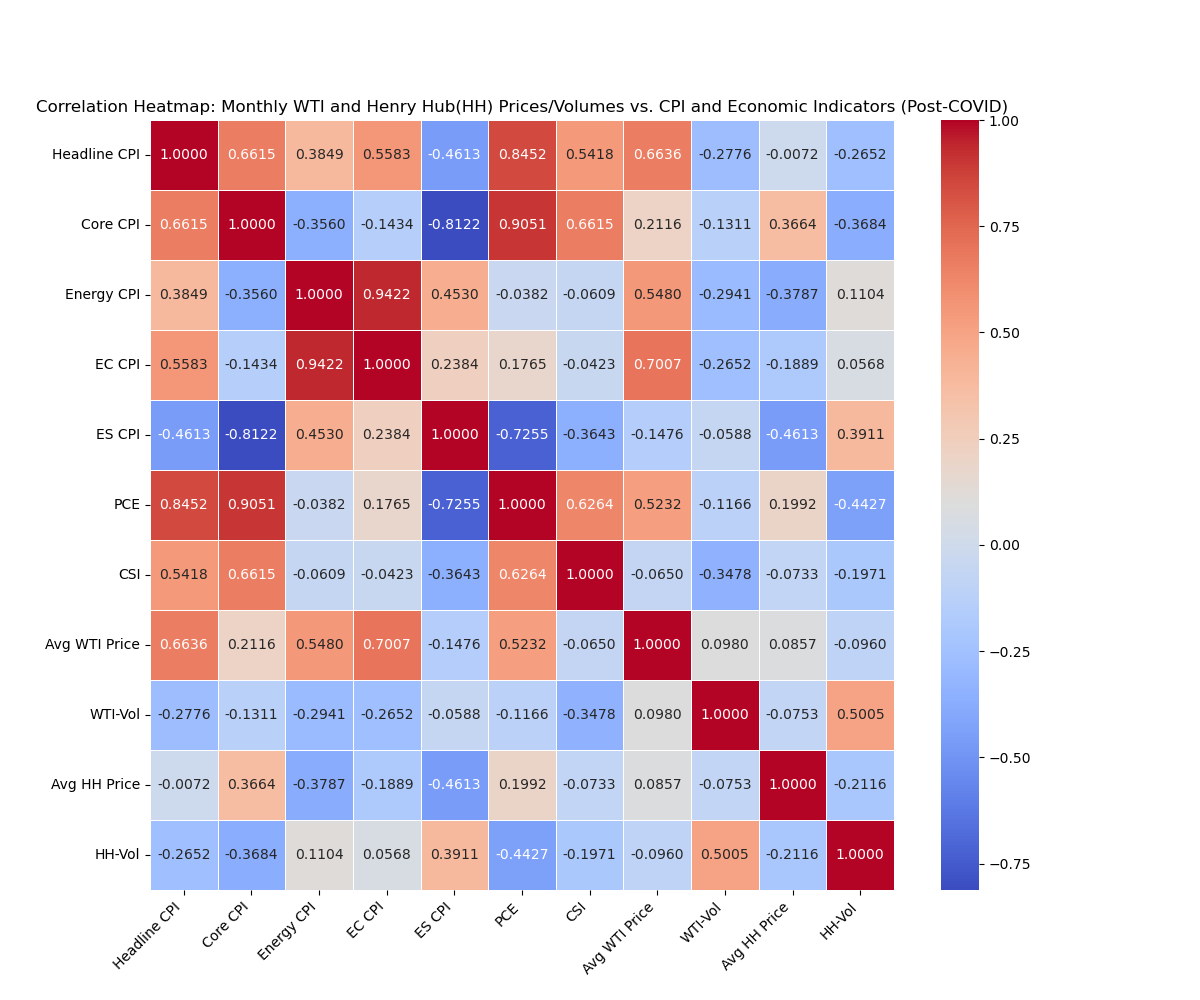 Correlation Heatmap: Monthly WTI and Henry Hub(HH) Prices/Volumes vs. CPI and Economic Indicators (Post-COVID)
Headline CPI 1.0000 0.6615 0.3849 0.5583 -0.4613 0.8452 0.5418 0.6636 -0.2776 -0.0072 -0.2652
Core CPI 0.6615 1.0000 -0.3560 -0.1434 -0.8122 0.9051 0.6615 0.2116 -0.1311 0.3664 -0.3684
Energy CPI 0.3849 -0.3560 1.0000 0.9422 0.4530 -0.0382 -0.0609 0.5480 -0.2941 -0.3787 0.1104
EC CPI 0.5583 -0.1434 0.9422 1.0000 0.2384 0.1765 -0.0423 0.7007 -0.2652 -0.1889 0.0568
ES CPI -0.4613 -0.8122 0.4530 0.2384 1.0000 -0.7255 -0.3643 -0.1476 -0.0588 -0.4613 0.3911
PCE 0.8452 0.9051 -0.0382 0.1765 -0.7255 1.0000 0.6264 0.5232 -0.1166 0.1992 -0.4427
CSI 0.5418 0.6615 -0.0609 -0.0423 -0.3643 0.6264 1.0000 -0.0650 -0.3478 -0.0733 -0.1971
Avg WTI Price 0.6636 0.2116 0.5480 0.7007 -0.1476 0.5232 -0.0650 1.0000 0.0980 0.0857 -0.0960
WTI-Vol -0.2776 -0.1311 -0.2941 -0.2652 -0.0588 -0.1166 -0.3478 0.0980 1.0000 -0.0753 0.5005
Avg HH Price -0.0072 0.3664 -0.3787 -0.1889 -0.4613 0.1992 -0.0733 0.0857 -0.0753 1.0000 -0.2116
HH-Vol -0.2652 -0.3684 0.1104 0.0568 0.3911 -0.4427 -0.1971 -0.0960 0.5005 -0.2116 1.0000
Headline CPI Core CPI Energy CPI EC CPI ES CPI PCE CSI Avg WTI Price WTI-Vol Avg HH Price HH-Vol
1.00
0.75
0.50
0.25
0.00
−0.25
−0.50
−0.75